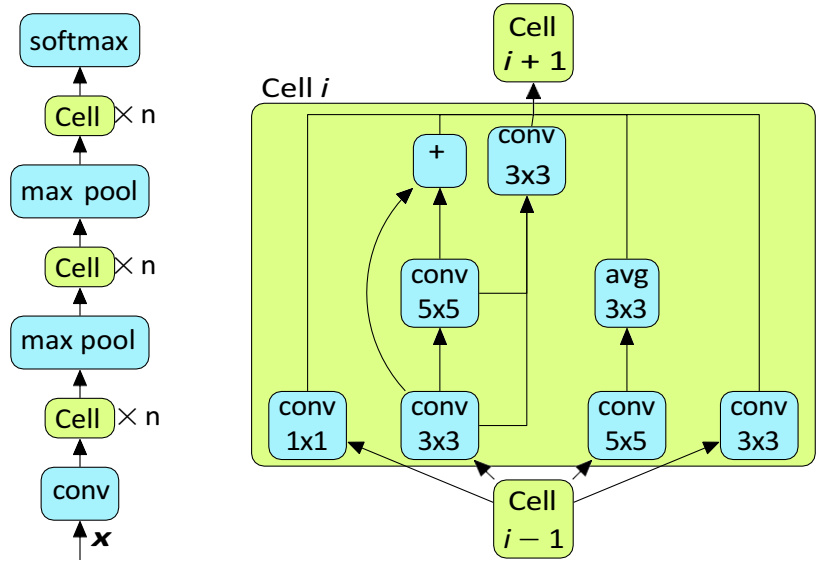 softmax
Cell × n
max pool
Cell × n
max pool
Cell × n
conv
x
Cell
i + 1
Cell i
+
conv
3x3
conv
5x5
avg
3x3
conv
1x1
conv
3x3
conv
5x5
conv
3x3
Cell
i − 1